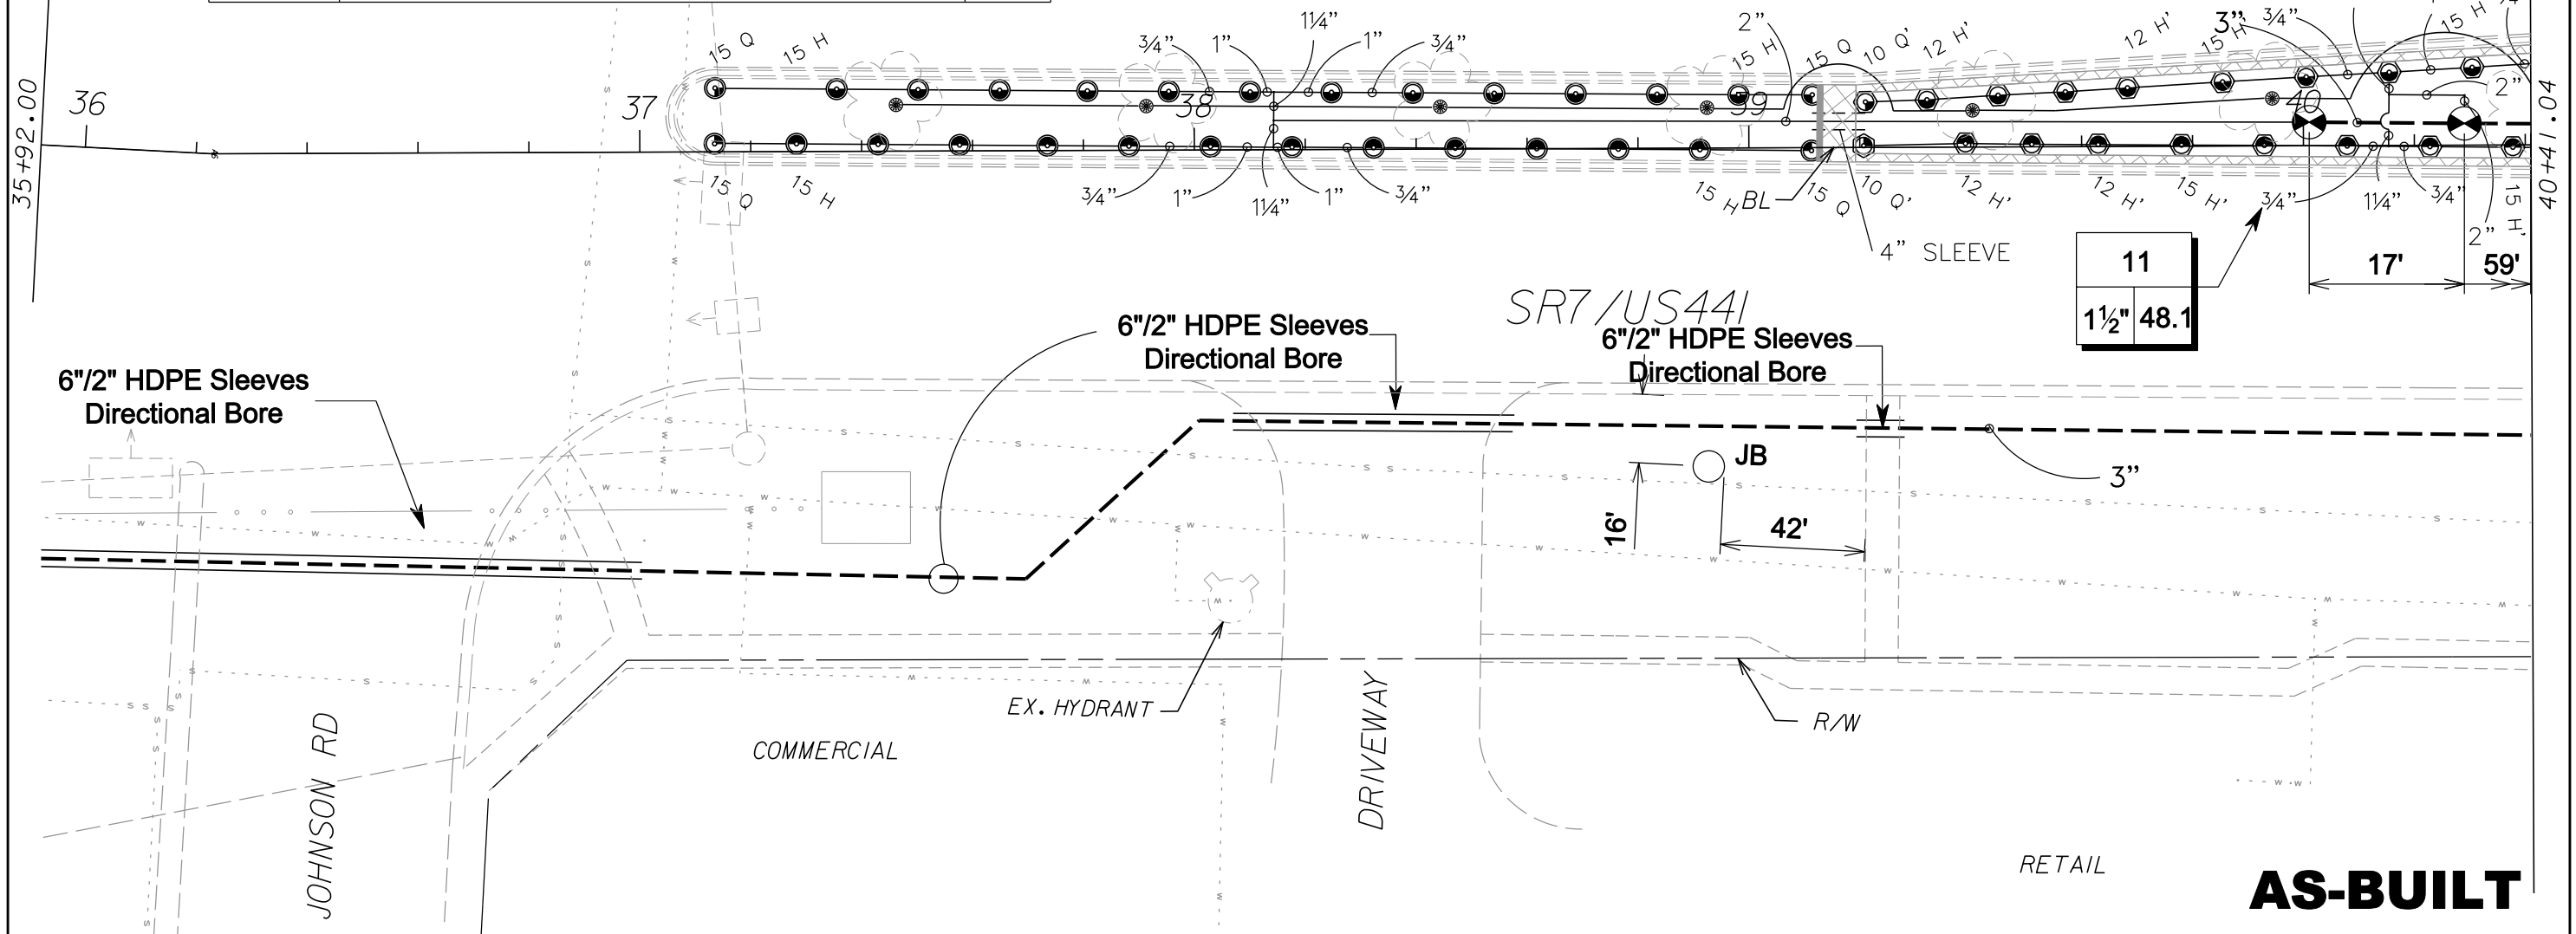 35+92.00
36
37
38
39
40
40+41.04
15 Q
15 H
3/4"
1"
1 1/4"
1"
3/4"
2"
15 H
15 Q
10 Q'
12 H'
12 H'
15 H'
3"
3/4"
15 H'
2"
15 Q
15 H
3/4"
1"
1 1/4"
1"
3/4"
15 H
BL
15 Q
10 Q'
12 H'
12 H'
15 H'
3/4"
1 1/4"
3/4"
2"
15 H'
4" SLEEVE
11
1 1/2" 48.1
17'
59'
SR7/US441
6"/2" HDPE Sleeves
Directional Bore
6"/2" HDPE Sleeves
Directional Bore
6"/2" HDPE Sleeves
Directional Bore
JB
16'
42'
3"
EX. HYDRANT
R/W
COMMERCIAL
JOHNSON RD
DRIVEWAY
RETAIL
AS-BUILT